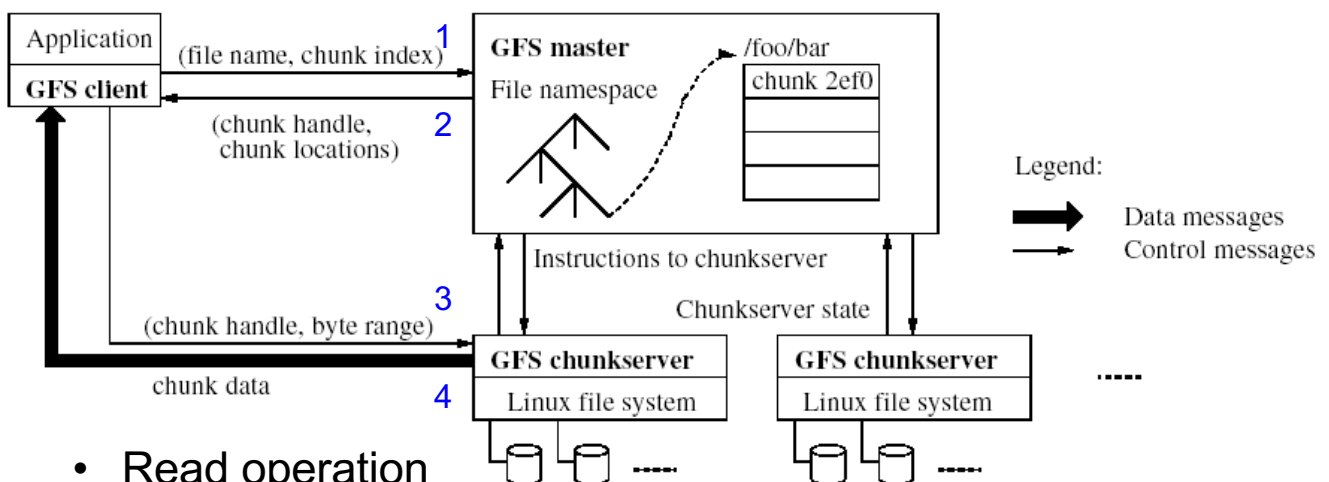 Application
GFS client
(file name, chunk index)
1
(chunk handle,
chunk locations)
2
GFS master
File namespace
/foo/bar
chunk 2ef0
Legend:
Data messages
Control messages
Instructions to chunkserver
Chunkserver state
3
(chunk handle, byte range)
chunk data
4
GFS chunkserver
Linux file system
GFS chunkserver
Linux file system
• Read operation